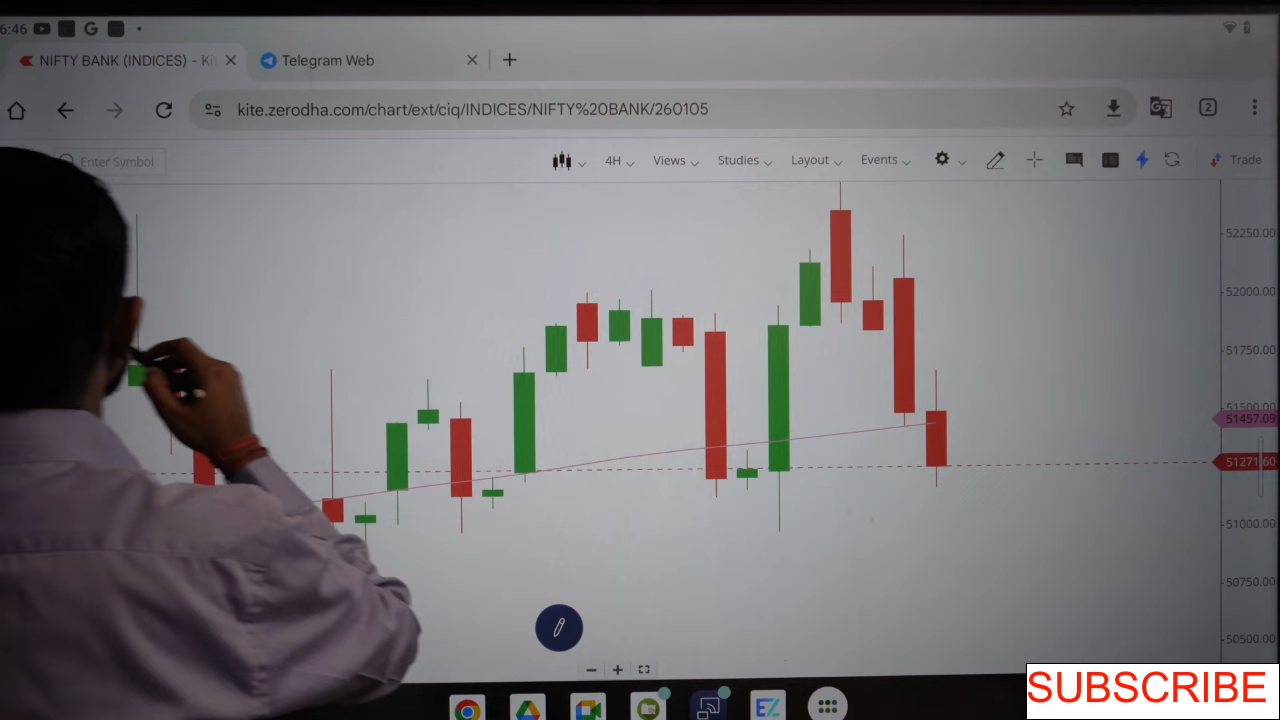 6:46
NIFTY BANK (INDICES) - Ki
Telegram Web
kite.zerodha.com/chart/ext/ciq/INDICES/NIFTY%20BANK/260105
2
Enter Symbol
4H
Views
Studies
Layout
Events
Trade
52250.00
52000.00
51750.00
51500.00
51457.09
51271.60
51000.00
50750.00
50500.00
SUBSCRIBE